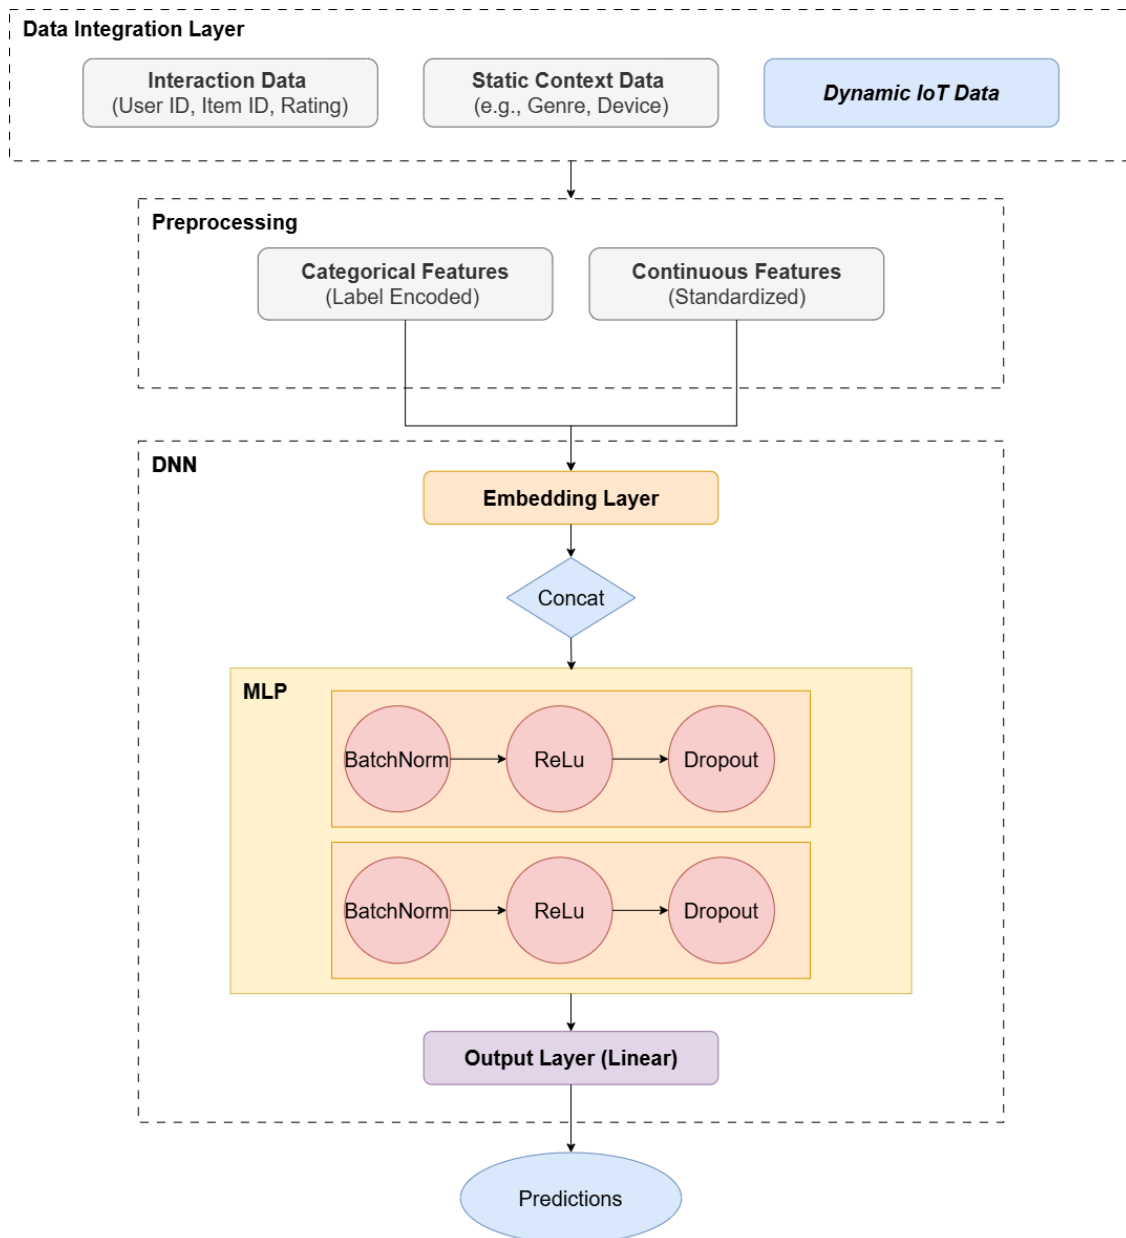 Data Integration Layer
Interaction Data
(User ID, Item ID, Rating)
Static Context Data
(e.g., Genre, Device)
Dynamic IoT Data
Preprocessing
Categorical Features
(Label Encoded)
Continuous Features
(Standardized)
DNN
Embedding Layer
Concat
MLP
BatchNorm
ReLu
Dropout
BatchNorm
ReLu
Dropout
Output Layer (Linear)
Predictions